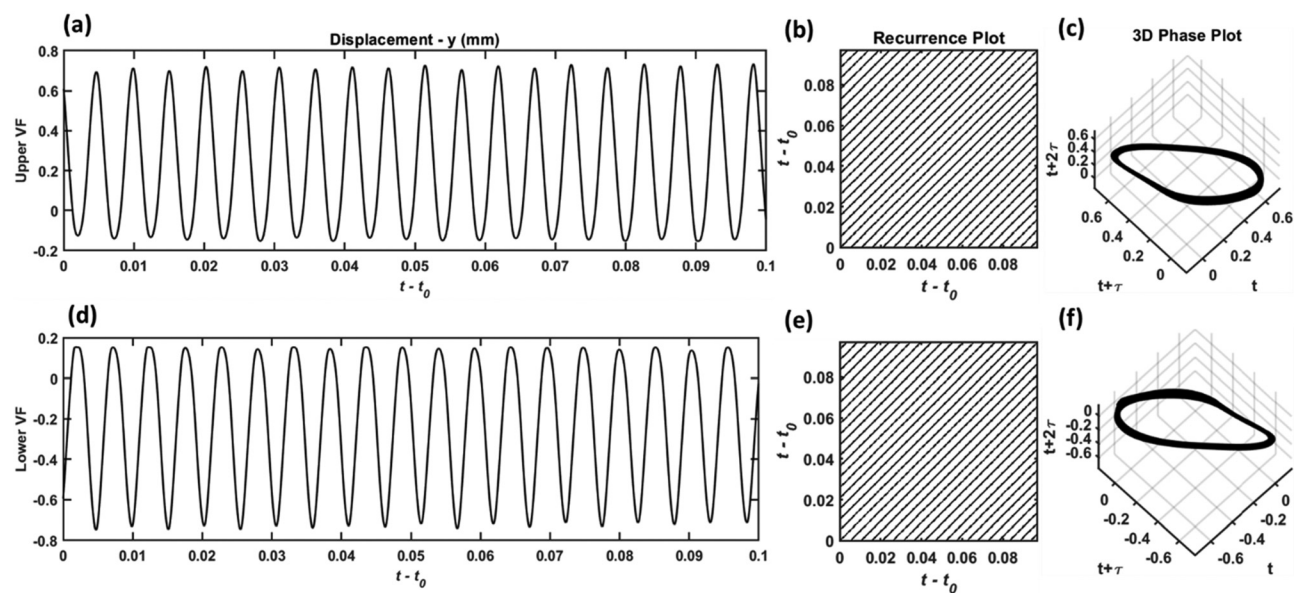 (a)
Displacement - y (mm)
Upper VF
0.8
0.6
0.4
0.2
0
-0.2
0 0.01 0.02 0.03 0.04 0.05 0.06 0.07 0.08 0.09 0.1
t - t0
(b)
Recurrence Plot
t - t0
0.08
0.06
0.04
0.02
0
0 0.02 0.04 0.06 0.08
t - t0
(c)
3D Phase Plot
t+2τ
0.6
0.4
0.2
0
0.6
0.4
0.2
0
t+τ
0
0.2
0.4
0.6
t
(d)
Lower VF
0.2
0
-0.2
-0.4
-0.6
-0.8
0 0.01 0.02 0.03 0.04 0.05 0.06 0.07 0.08 0.09 0.1
t - t0
(e)
t - t0
0.08
0.06
0.04
0.02
0
0 0.02 0.04 0.06 0.08
t - t0
(f)
t+2τ
0
-0.2
-0.4
-0.6
0
-0.2
-0.4
-0.6
t+τ
-0.6
-0.4
-0.2
0
t